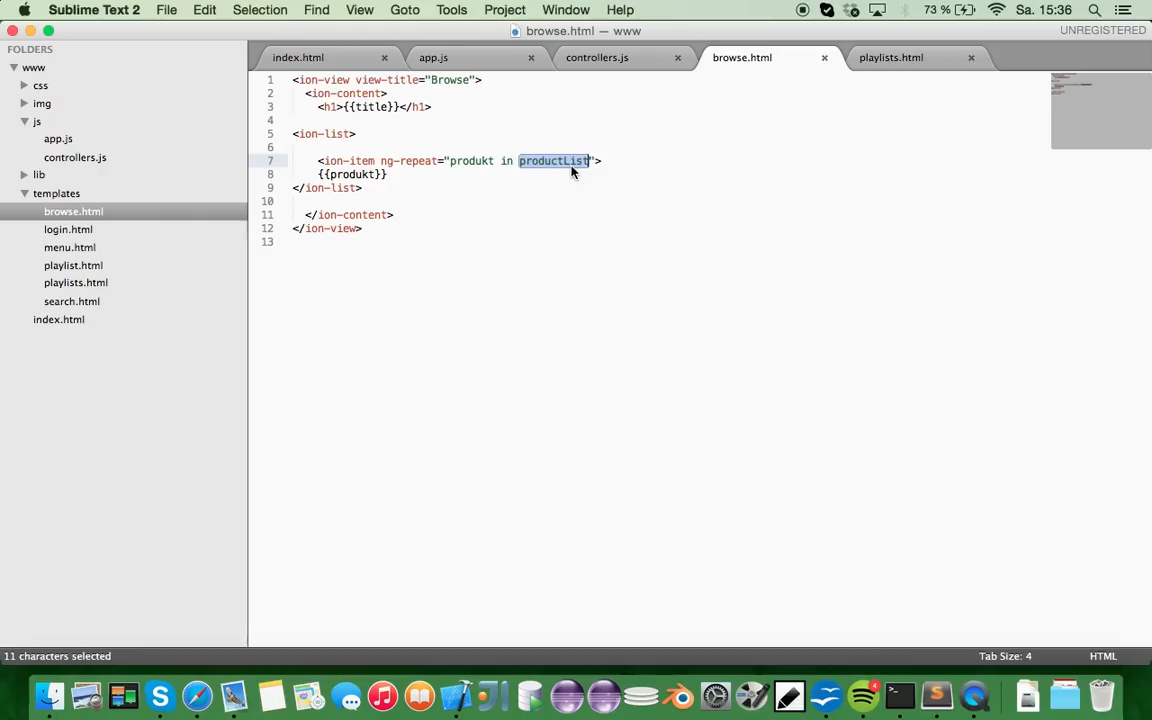 Sublime Text 2 File Edit Selection Find View Goto Tools Project Window Help 73 % Sa. 15:36
browse.html — www UNREGISTERED
FOLDERS
www
css
img
js
app.js
controllers.js
lib
templates
browse.html
login.html
menu.html
playlist.html
playlists.html
search.html
index.html
index.html × app.js × controllers.js × browse.html × playlists.html ×
1 <ion-view view-title="Browse">
2 <ion-content>
3 <h1>{{title}}</h1>
4
5 <ion-list>
6
7 <ion-item ng-repeat="produkt in productList">
8 {{produkt}}
9 </ion-list>
10
11 </ion-content>
12 </ion-view>
13
11 characters selected Tab Size: 4 HTML
4